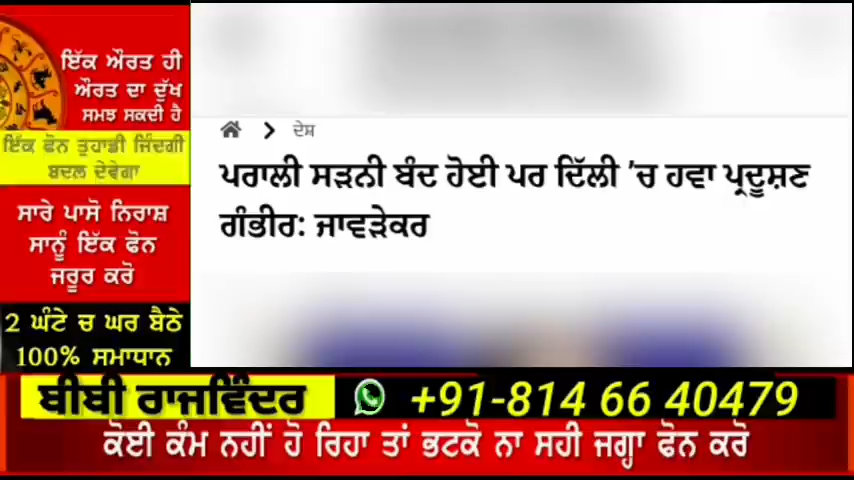 ਇੱਕ ਔਰਤ ਹੀ
ਔਰਤ ਦਾ ਦੁੱਖ
ਸਮਝ ਸਕਦੀ ਹੈ
ਇੱਕ ਫੋਨ ਤੁਹਾਡੀ ਜਿੰਦਗੀ
ਬਦਲ ਦੇਵੇਗਾ
ਸਾਰੇ ਪਾਸੋ ਨਿਰਾਸ਼
ਸਾਨੂੰ ਇੱਕ ਫੋਨ
ਜਰੂਰ ਕਰੋ
2 ਘੰਟੇ ਚ ਘਰ ਬੈਠੇ
100% ਸਮਾਧਾਨ
ਦੇਸ਼
ਪਰਾਲੀ ਸੜਨੀ ਬੰਦ ਹੋਈ ਪਰ ਦਿੱਲੀ ’ਚ ਹਵਾ ਪ੍ਰਦੂਸ਼ਣ
ਗੰਭੀਰ: ਜਾਵੜੇਕਰ
ਬੀਬੀ ਰਾਜਵਿੰਦਰ
+91-814 66 40479
ਕੋਈ ਕੰਮ ਨਹੀਂ ਹੋ ਰਿਹਾ ਤਾਂ ਭਟਕੋ ਨਾ ਸਹੀ ਜਗ੍ਹਾ ਫੋਨ ਕਰੋ